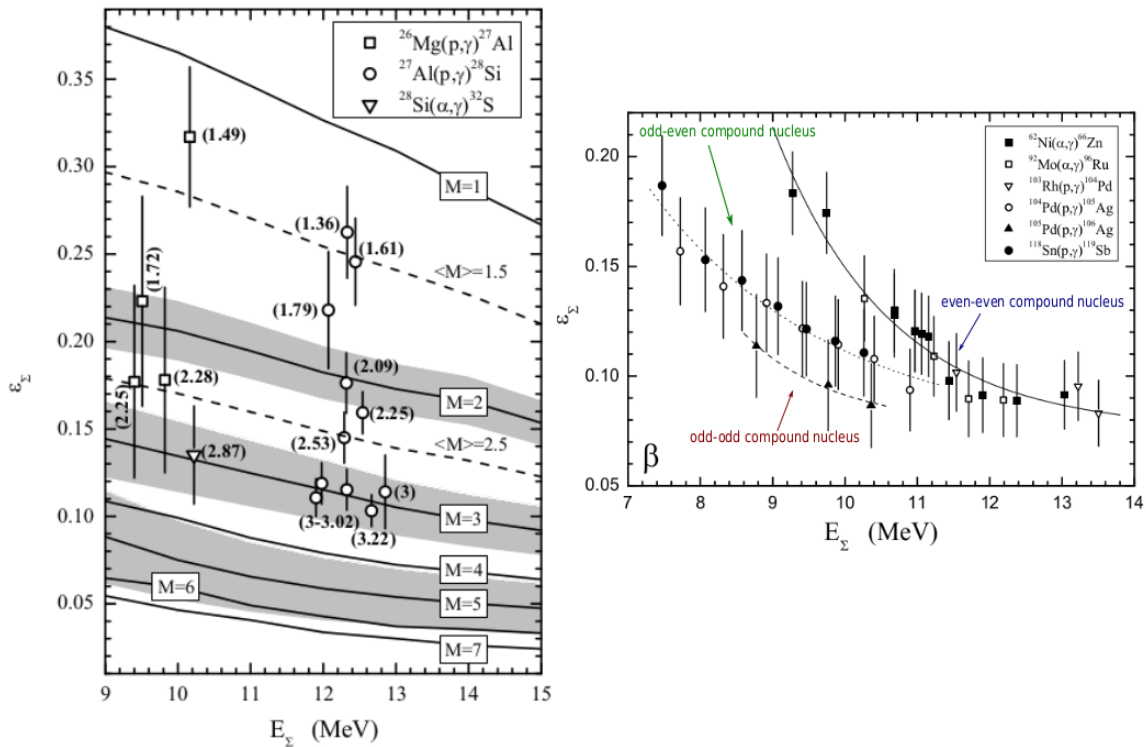 ²⁶Mg(p,γ)²⁷Al
²⁷Al(p,γ)²⁸Si
²⁸Si(α,γ)³²S
0.35
0.30
0.25
0.20
0.15
0.10
0.05
ε_Σ
(1.49)
M=1
(1.36)
(1.61)
<M>=1.5
(1.72)
(1.79)
(2.09)
(2.28)
M=2
(2.25)
(2.25)
(2.53)
<M>=2.5
(2.87)
(3)
(3-3.02)
(3.22)
M=3
M=4
M=6
M=5
M=7
9 10 11 12 13 14 15
E_Σ (MeV)
odd-even compound nucleus
⁶²Ni(α,γ)⁶⁶Zn
⁹²Mo(α,γ)⁹⁶Ru
¹⁰³Rh(p,γ)¹⁰⁴Pd
¹⁰⁴Pd(p,γ)¹⁰⁵Ag
¹⁰⁵Pd(p,γ)¹⁰⁶Ag
¹¹⁸Sn(p,γ)¹¹⁹Sb
0.20
0.15
0.10
0.05
ε_Σ
even-even compound nucleus
odd-odd compound nucleus
β
7 8 9 10 11 12 13 14
E_Σ (MeV)